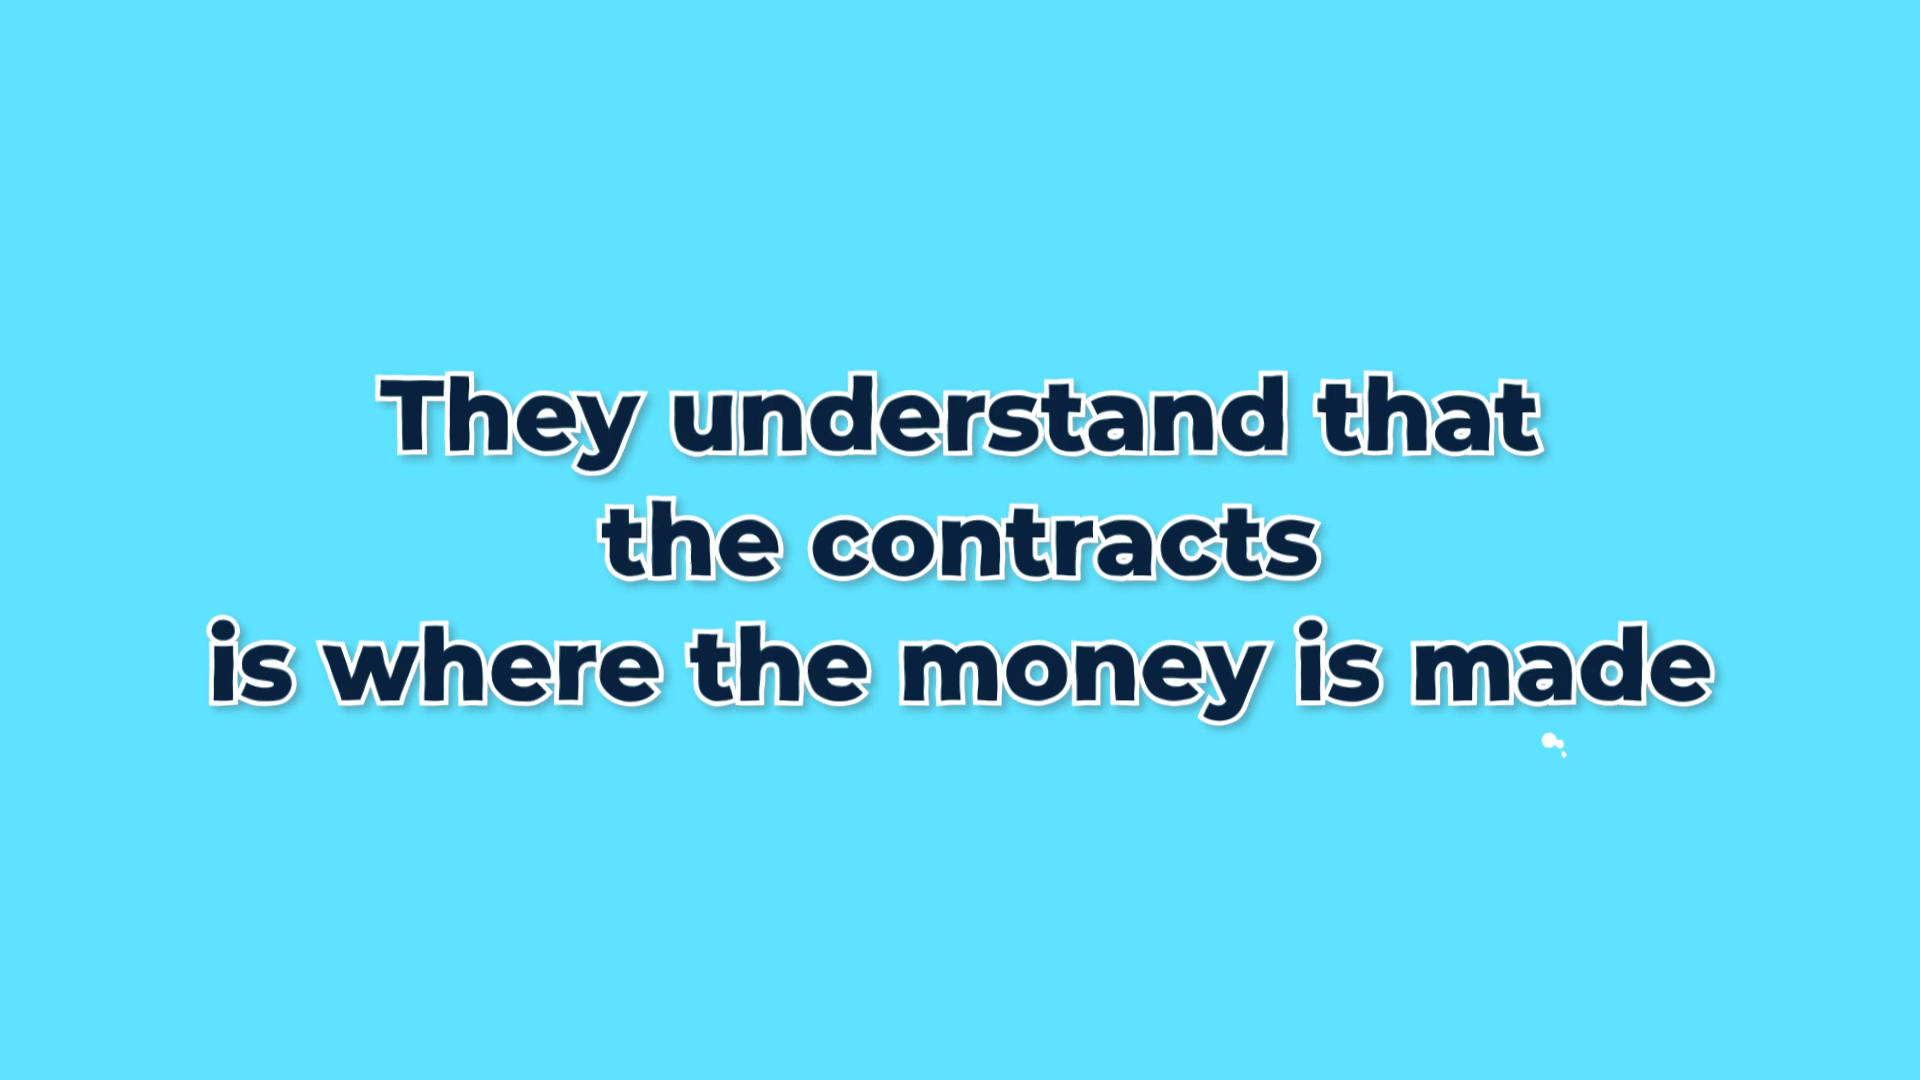 They understand that
the contracts
is where the money is made